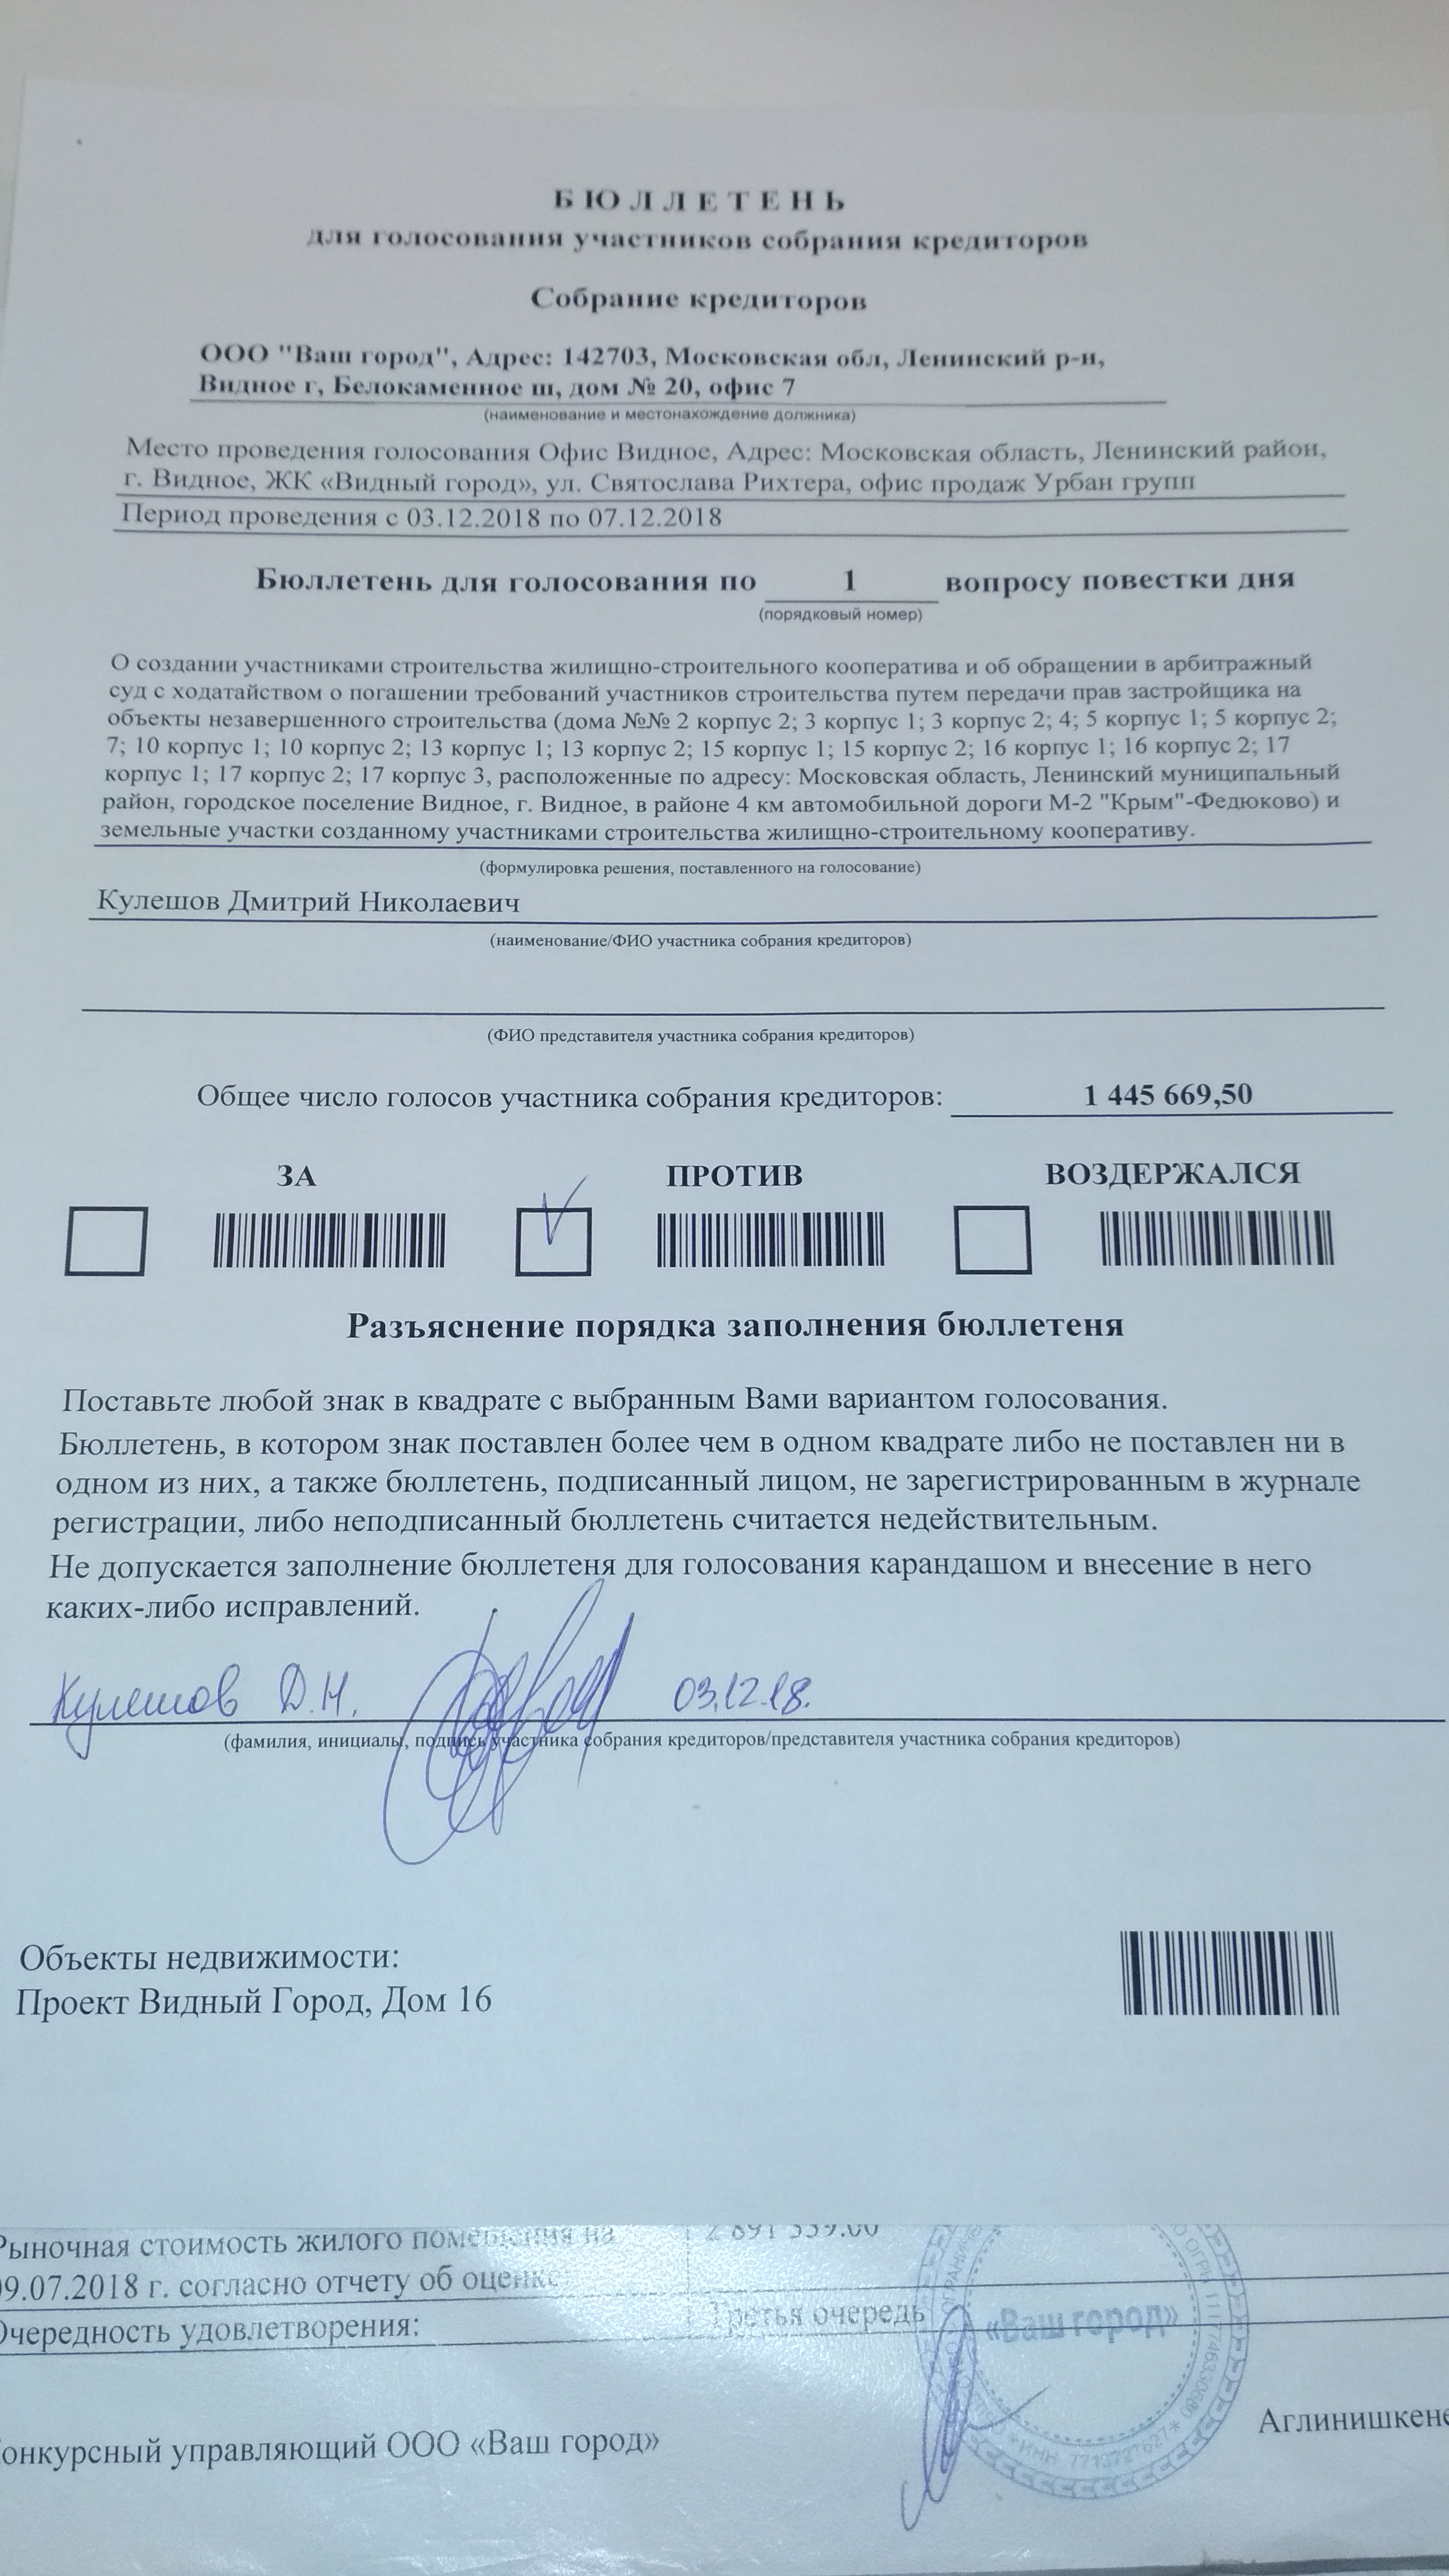 БЮЛЛЕТЕНЬ
для голосования участников собрания кредиторов
Собрание кредиторов
ООО "Ваш город", Адрес: 142703, Московская обл, Ленинский р-н,
Видное г, Белокаменное ш, дом № 20, офис 7
(наименование и местонахождение должника)
Место проведения голосования Офис Видное, Адрес: Московская область, Ленинский район,
г. Видное, ЖК «Видный город», ул. Святослава Рихтера, офис продаж Урбан групп
Период проведения с 03.12.2018 по 07.12.2018
Бюллетень для голосования по 1 вопросу повестки дня
(порядковый номер)
О создании участниками строительства жилищно-строительного кооператива и об обращении в арбитражный
суд с ходатайством о погашении требований участников строительства путем передачи прав застройщика на
объекты незавершенного строительства (дома №№ 2 корпус 2; 3 корпус 1; 3 корпус 2; 4; 5 корпус 1; 5 корпус 2;
7; 10 корпус 1; 10 корпус 2; 13 корпус 1; 13 корпус 2; 15 корпус 1; 15 корпус 2; 16 корпус 1; 16 корпус 2; 17
корпус 1; 17 корпус 2; 17 корпус 3, расположенные по адресу: Московская область, Ленинский муниципальный
район, городское поселение Видное, г. Видное, в районе 4 км автомобильной дороги М-2 "Крым"-Федюково) и
земельные участки созданному участниками строительства жилищно-строительному кооперативу.
(формулировка решения, поставленного на голосование)
Кулешов Дмитрий Николаевич
(наименование/ФИО участника собрания кредиторов)
(ФИО представителя участника собрания кредиторов)
Общее число голосов участника собрания кредиторов: 1 445 669,50
ЗА ПРОТИВ ВОЗДЕРЖАЛСЯ
Разъяснение порядка заполнения бюллетеня
Поставьте любой знак в квадрате с выбранным Вами вариантом голосования.
Бюллетень, в котором знак поставлен более чем в одном квадрате либо не поставлен ни в
одном из них, а также бюллетень, подписанный лицом, не зарегистрированным в журнале
регистрации, либо неподписанный бюллетень считается недействительным.
Не допускается заполнение бюллетеня для голосования карандашом и внесение в него
каких-либо исправлений.
Кулешов Д.Н. 03.12.18.
(фамилия, инициалы, подпись участника собрания кредиторов/представителя участника собрания кредиторов)
Объекты недвижимости:
Проект Видный Город, Дом 16
Рыночная стоимость жилого помещения на
09.07.2018 г. согласно отчету об оценке
Очередность удовлетворения: Третья очередь
«Ваш город»
онкурсный управляющий ООО «Ваш город» Аглинишкене